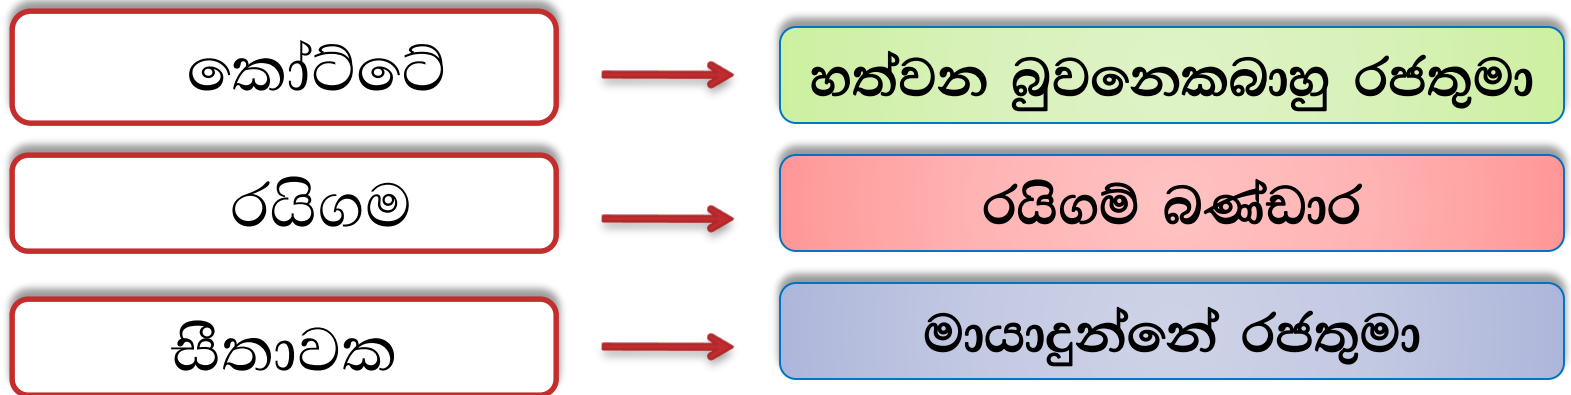 කෝට්ටේ
හත්වන බුවනෙකබාහු රජතුමා
රයිගම
රයිගම් බණ්ඩාර
සීතාවක
මායාදුන්නේ රජතුමා